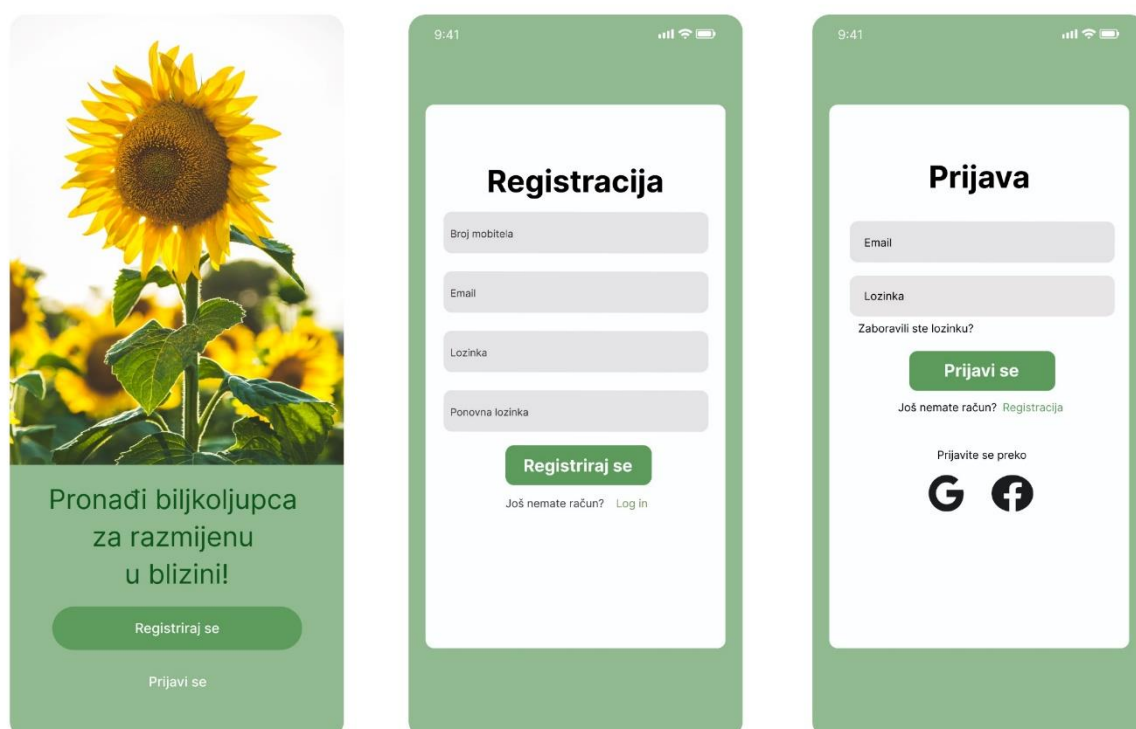 Pronađi biljkoljupca
za razmijenu
u blizini!
Registriraj se
Prijavi se
9:41
Registracija
Broj mobitela
Email
Lozinka
Ponovna lozinka
Registriraj se
Još nemate račun? Log in
9:41
Prijava
Email
Lozinka
Zaboravili ste lozinku?
Prijavi se
Još nemate račun? Registracija
Prijavite se preko